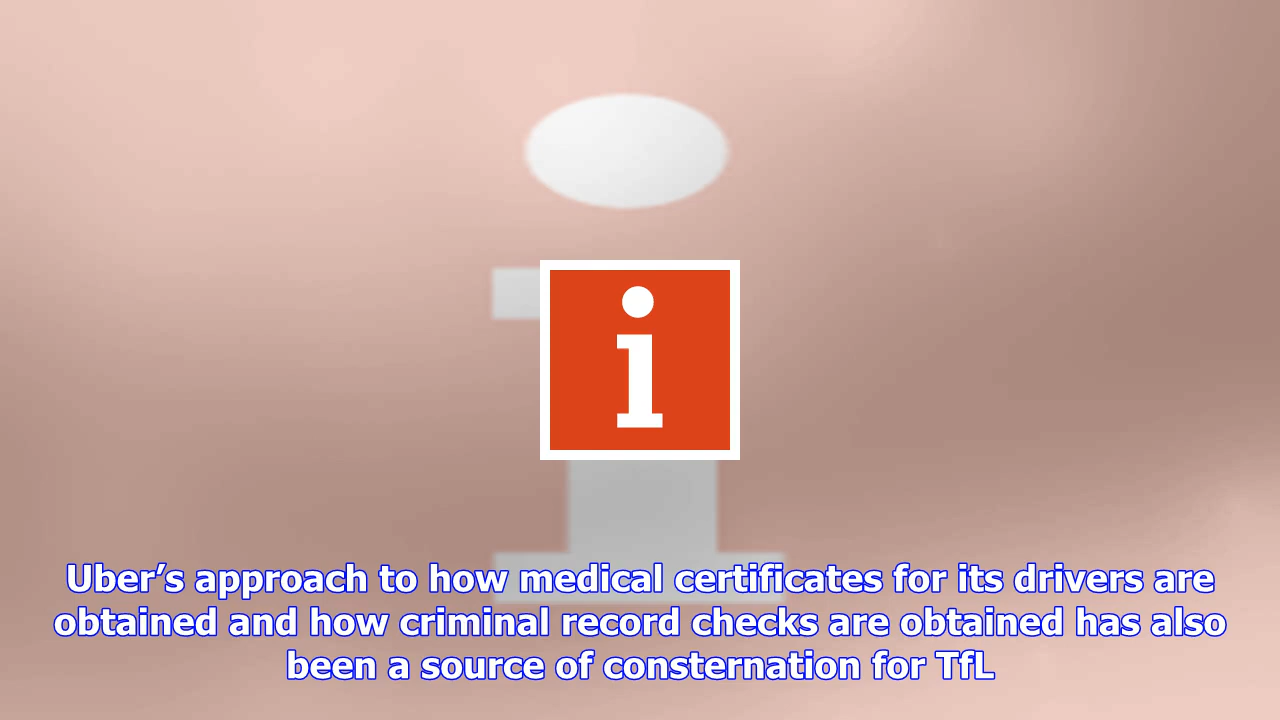 i
Uber’s approach to how medical certificates for its drivers are
obtained and how criminal record checks are obtained has also
been a source of consternation for TfL